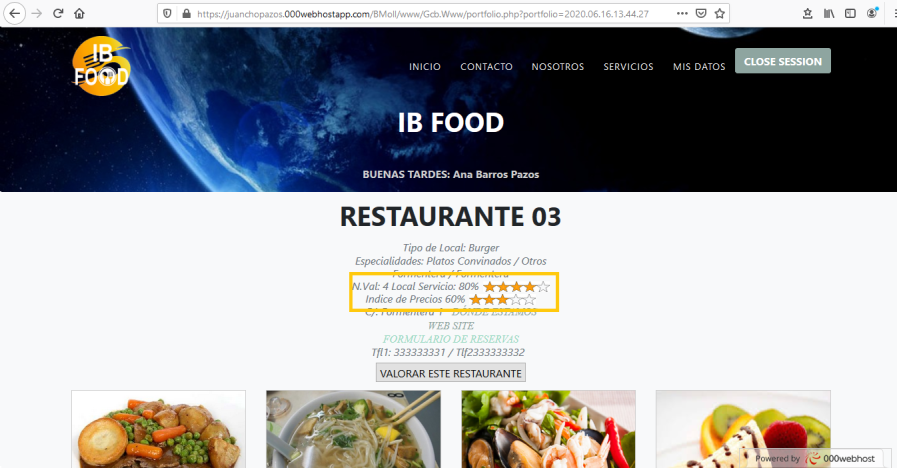 https://juanchopazos.000webhostapp.com/BMoll/www/Gcb.Www/portfolio.php?portfolio=2020.06.16.13.44.27
IB
FOOD
INICIO CONTACTO NOSOTROS SERVICIOS MIS DATOS CLOSE SESSION
IB FOOD
BUENAS TARDES: Ana Barros Pazos
RESTAURANTE 03
Tipo de Local: Burger
Especialidades: Platos Convinados / Otros
Formentera / Formentera
N.Val: 4 Local Servicio: 80%
Indice de Precios 60%
C/. Formentera 1 DÓNDE ESTAMOS
WEB SITE
FORMULARIO DE RESERVAS
Tfl1: 333333331 / Tlf2333333332
VALORAR ESTE RESTAURANTE
Powered by 000webhost